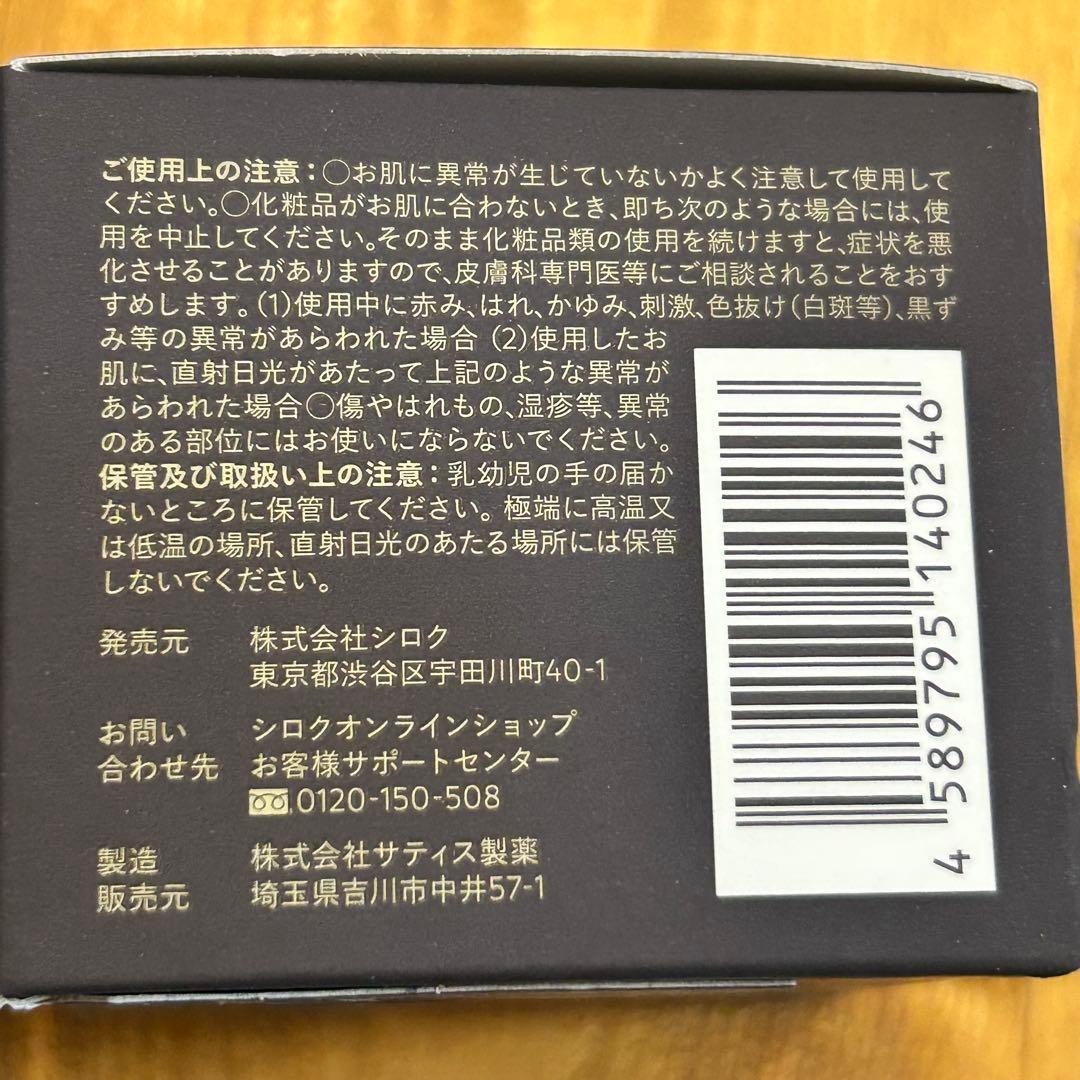 ご使用上の注意：○お肌に異常が生じていないかよく注意して使用して
ください。○化粧品がお肌に合わないとき、即ち次のような場合には、使
用を中止してください。そのまま化粧品類の使用を続けますと、症状を悪
化させることがありますので、皮膚科専門医等にご相談されることをおす
すめします。(1)使用中に赤み、はれ、かゆみ、刺激、色抜け(白斑等)、黒ず
み等の異常があらわれた場合 (2)使用したお
肌に、直射日光があたって上記のような異常が
あらわれた場合○傷やはれもの、湿疹等、異常
のある部位にはお使いにならないでください。
保管及び取扱い上の注意：乳幼児の手の届か
ないところに保管してください。極端に高温又
は低温の場所、直射日光のあたる場所には保管
しないでください。
発売元 株式会社シロク
東京都渋谷区宇田川町40-1
お問い シロクオンラインショップ
合わせ先 お客様サポートセンター
0120-150-508
製造 株式会社サティス製薬
販売元 埼玉県吉川市中井57-1
4 589795 140246